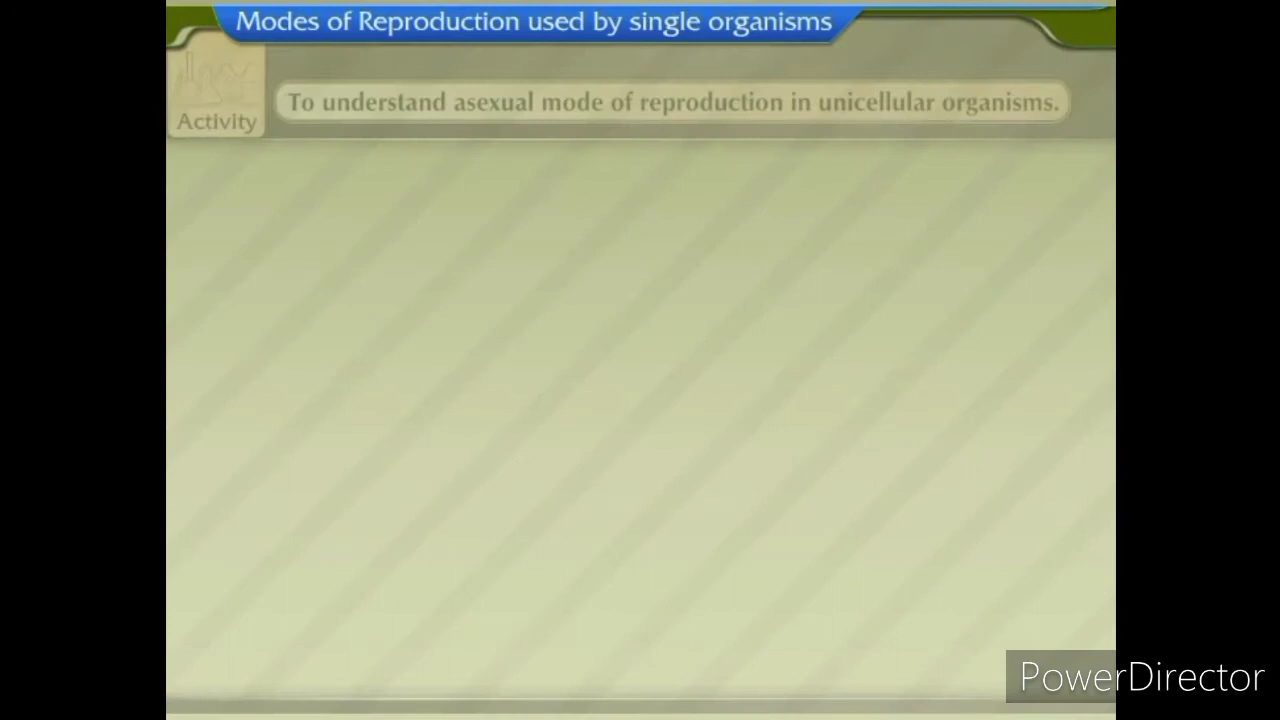 Modes of Reproduction used by single organisms
To understand asexual mode of reproduction in unicellular organisms.
Activity
PowerDirector